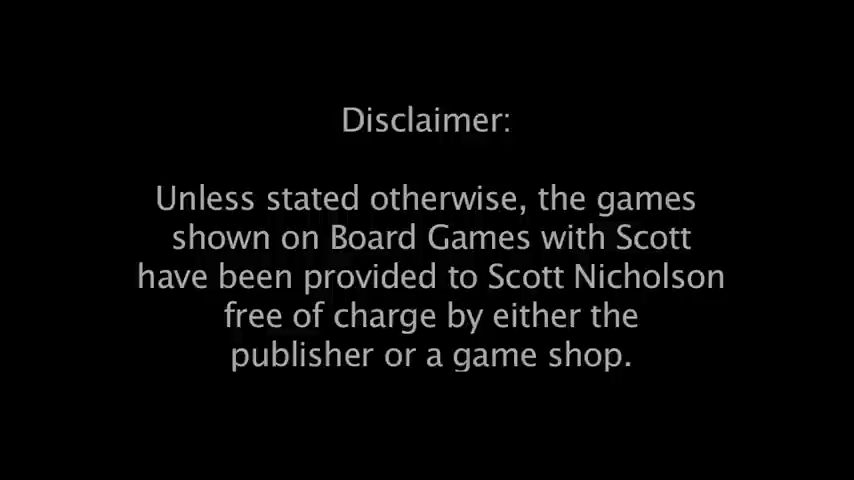 Disclaimer:
Unless stated otherwise, the games
shown on Board Games with Scott
have been provided to Scott Nicholson
free of charge by either the
publisher or a game shop.